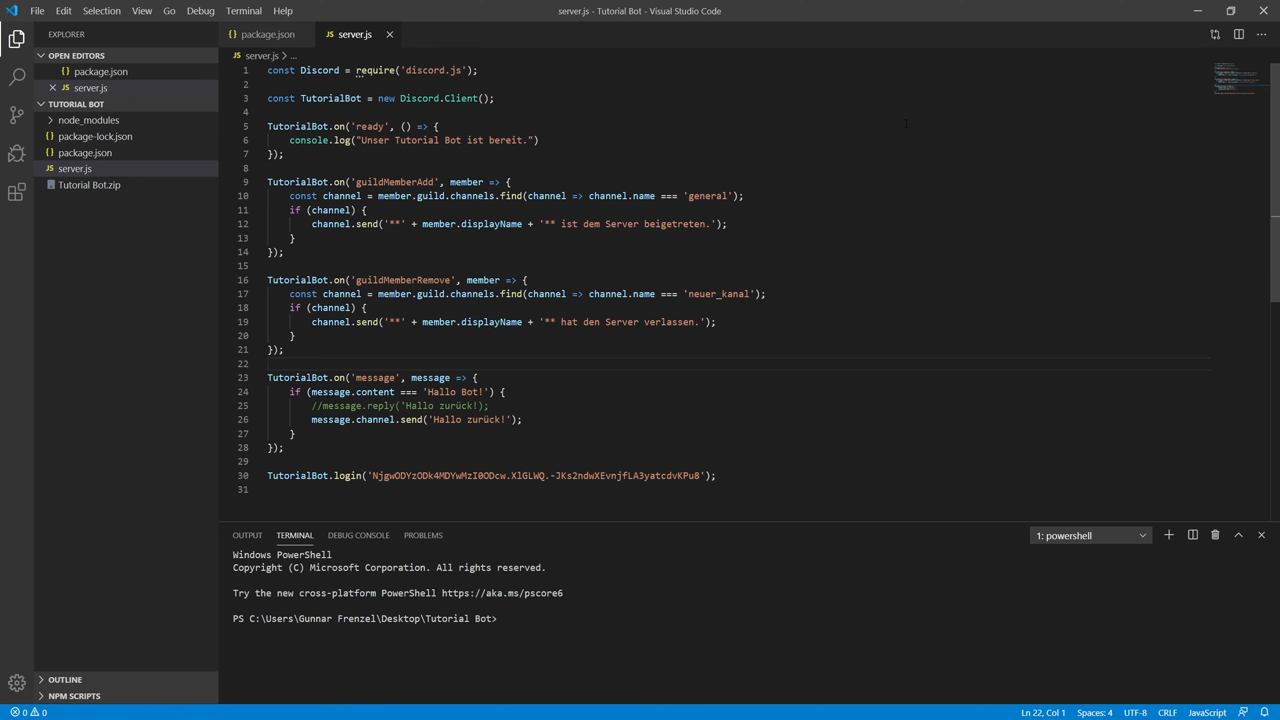 File Edit Selection View Go Debug Terminal Help
server.js - Tutorial Bot - Visual Studio Code
EXPLORER
OPEN EDITORS
package.json
server.js
TUTORIAL BOT
node_modules
package-lock.json
package.json
server.js
Tutorial Bot.zip
OUTLINE
NPM SCRIPTS
package.json
JS server.js
JS server.js > ...
1 const Discord = require('discord.js');
2
3 const TutorialBot = new Discord.Client();
4
5 TutorialBot.on('ready', () => {
6 console.log("Unser Tutorial Bot ist bereit.")
7 });
8
9 TutorialBot.on('guildMemberAdd', member => {
10 const channel = member.guild.channels.find(channel => channel.name === 'general');
11 if (channel) {
12 channel.send('**' + member.displayName + '** ist dem Server beigetreten.');
13 }
14 });
15
16 TutorialBot.on('guildMemberRemove', member => {
17 const channel = member.guild.channels.find(channel => channel.name === 'neuer_kanal');
18 if (channel) {
19 channel.send('**' + member.displayName + '** hat den Server verlassen.');
20 }
21 });
22
23 TutorialBot.on('message', message => {
24 if (message.content === 'Hallo Bot!') {
25 //message.reply('Hallo zurück!);
26 message.channel.send('Hallo zurück!');
27 }
28 });
29
30 TutorialBot.login('NjgwODYzODk4MDYwMzI0ODcw.XlGLWQ.-JKs2ndwXEvnjfLA3yatcdvKPu8');
31
OUTPUT TERMINAL DEBUG CONSOLE PROBLEMS
1: powershell
Windows PowerShell
Copyright (C) Microsoft Corporation. All rights reserved.
Try the new cross-platform PowerShell https://aka.ms/pscore6
PS C:\Users\Gunnar Frenzel\Desktop\Tutorial Bot>
0 0
Ln 22, Col 1 Spaces: 4 UTF-8 CRLF JavaScript